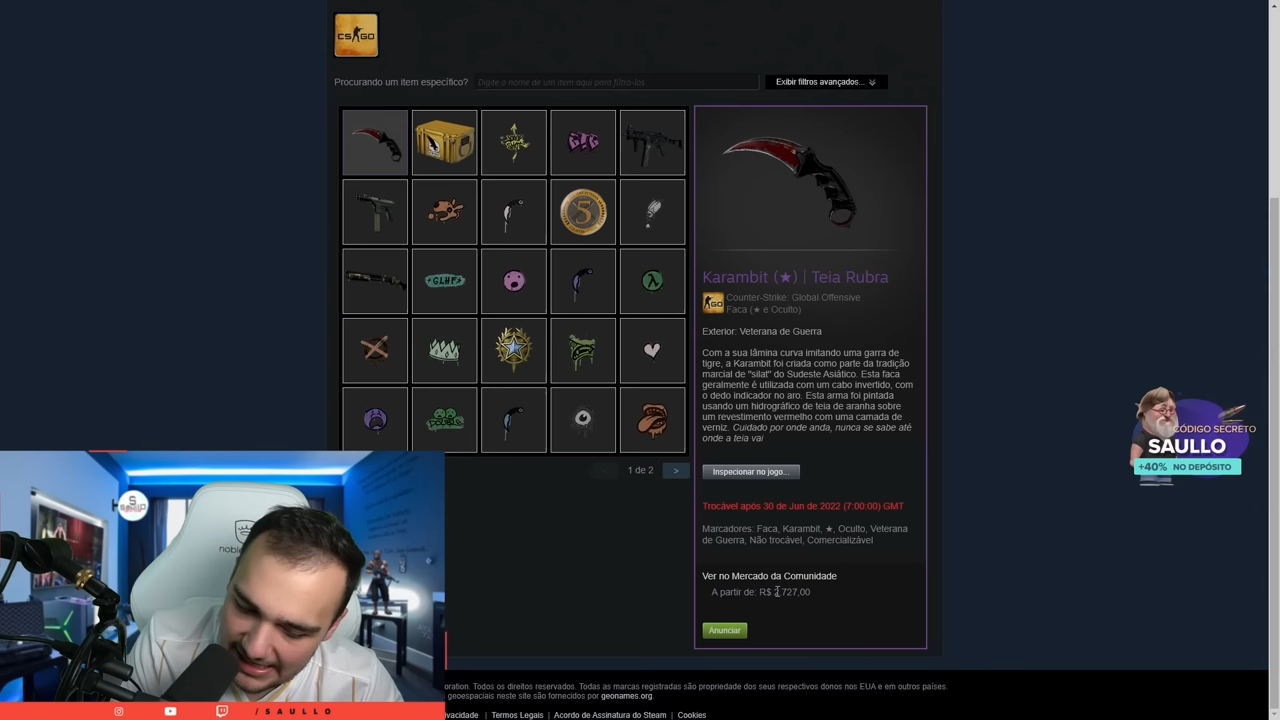 CS GO
Procurando um item específico?
Digite o nome de um item aqui para filtrá-los
Exibir filtros avançados...
GLHF
5
Karambit (★) | Teia Rubra
Counter-Strike: Global Offensive
Faca (★ e Oculto)
Exterior: Veterana de Guerra
Com a sua lâmina curva imitando uma garra de
tigre, a Karambit foi criada como parte da tradição
marcial de "silat" do Sudeste Asiático. Esta faca
geralmente é utilizada com um cabo invertido, com
o dedo indicador no aro. Esta arma foi pintada
usando um hidrográfico de teia de aranha sobre
um revestimento vermelho com uma camada de
verniz. Cuidado por onde anda, nunca se sabe até
onde a teia vai
1 de 2 >
Inspecionar no jogo...
Trocável após 30 de Jun de 2022 (7:00:00) GMT
Marcadores: Faca, Karambit, ★, Oculto, Veterana
de Guerra, Não trocável, Comercializável
Ver no Mercado da Comunidade
A partir de: R$ 727,00
Anunciar
CÓDIGO SECRETO
SAULLO
+40% NO DEPÓSITO
noble
/SAULLO
oration. Todos os direitos reservados. Todas as marcas registradas são propriedade dos seus respectivos donos nos EUA e em outros países.
geoespaciais neste site são fornecidos por geonames.org.
ivacidade | Termos Legais | Acordo de Assinatura do Steam | Cookies